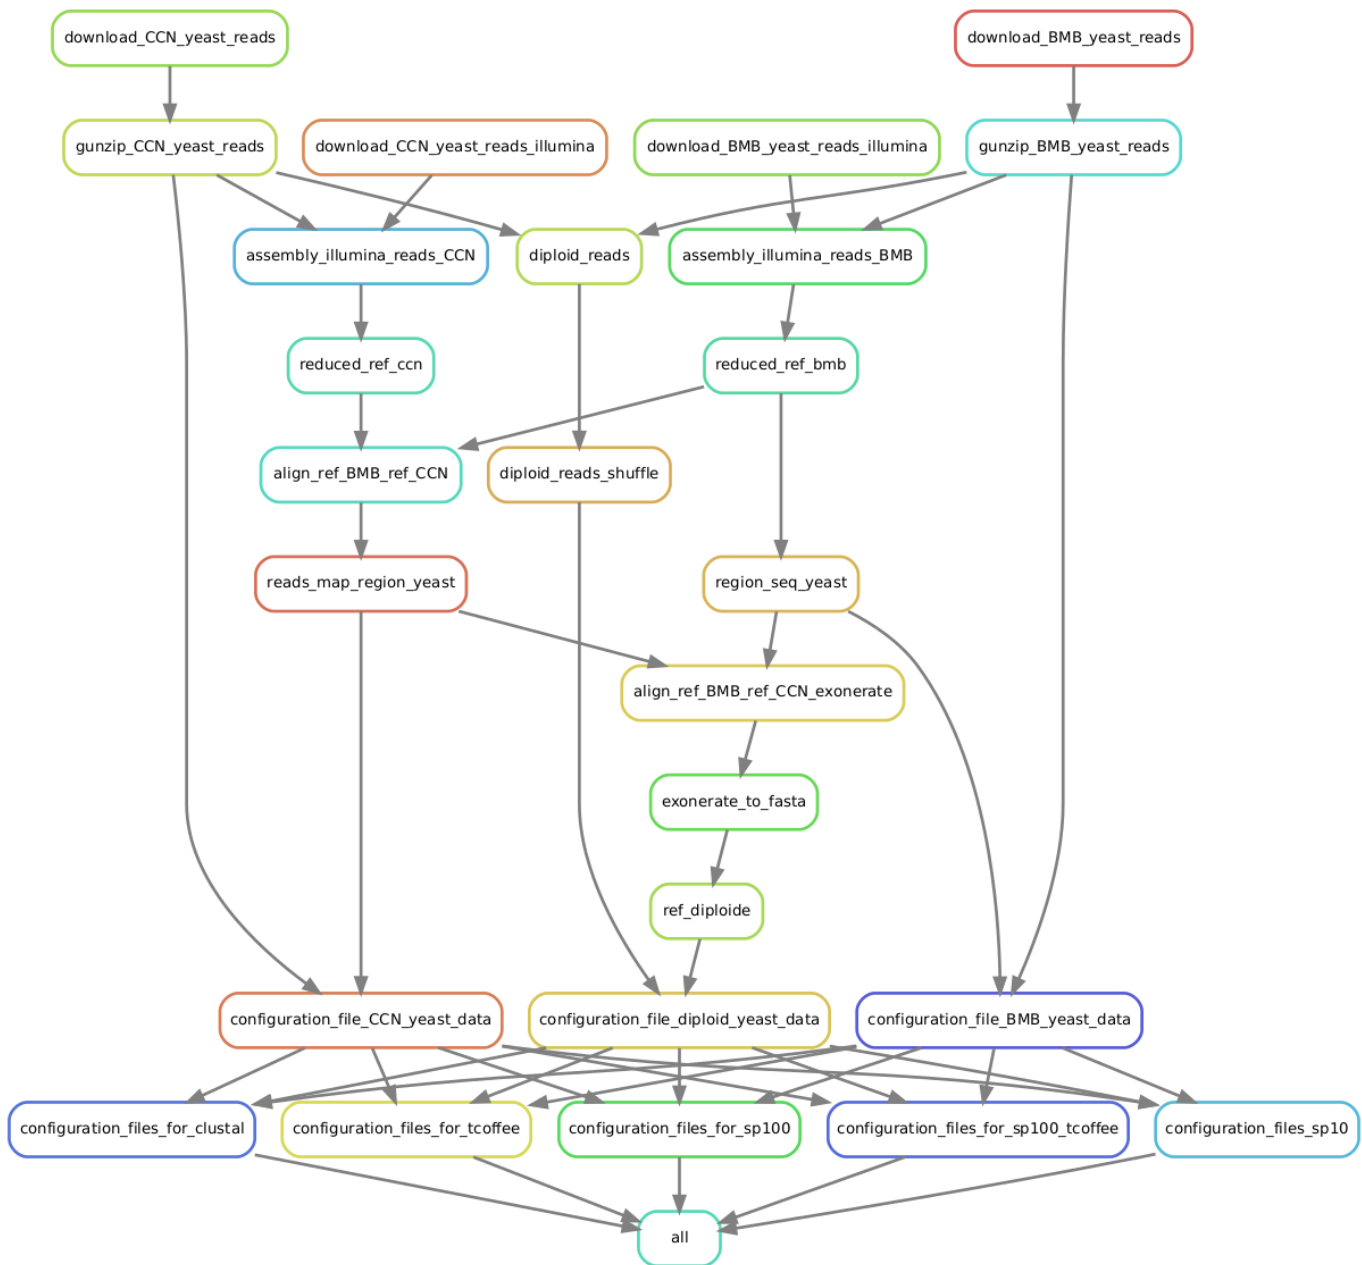 download_CCN_yeast_reads
download_BMB_yeast_reads
gunzip_CCN_yeast_reads
download_CCN_yeast_reads_illumina
download_BMB_yeast_reads_illumina
gunzip_BMB_yeast_reads
assembly_illumina_reads_CCN
diploid_reads
assembly_illumina_reads_BMB
reduced_ref_ccn
reduced_ref_bmb
align_ref_BMB_ref_CCN
diploid_reads_shuffle
reads_map_region_yeast
region_seq_yeast
align_ref_BMB_ref_CCN_exonerate
exonerate_to_fasta
ref_diploide
configuration_file_CCN_yeast_data
configuration_file_diploid_yeast_data
configuration_file_BMB_yeast_data
configuration_files_for_clustal
configuration_files_for_tcoffee
configuration_files_for_sp100
configuration_files_for_sp100_tcoffee
configuration_files_sp10
all